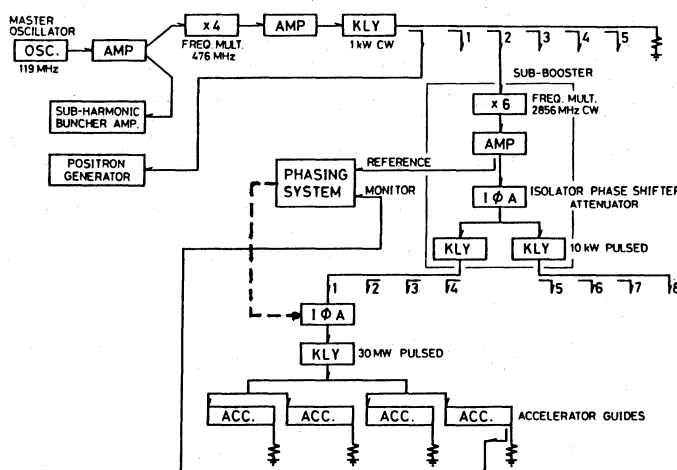 MASTER
OSCILLATOR
OSC.
119 MHz
AMP
x 4
FREQ. MULT.
476 MHz
AMP
KLY
1 kW CW
1 2 3 4 5
SUB-HARMONIC
BUNCHER AMP.
POSITRON
GENERATOR
SUB-BOOSTER
x 6
FREQ. MULT.
2856 MHz CW
AMP
PHASING
SYSTEM
REFERENCE
MONITOR
I φ A
ISOLATOR PHASE SHIFTER
ATTENUATOR
KLY
KLY
10 kW PULSED
1 2 3 4 5 6 7 8
I φ A
KLY
30 MW PULSED
ACC. ACC. ACC. ACC.
ACCELERATOR GUIDES